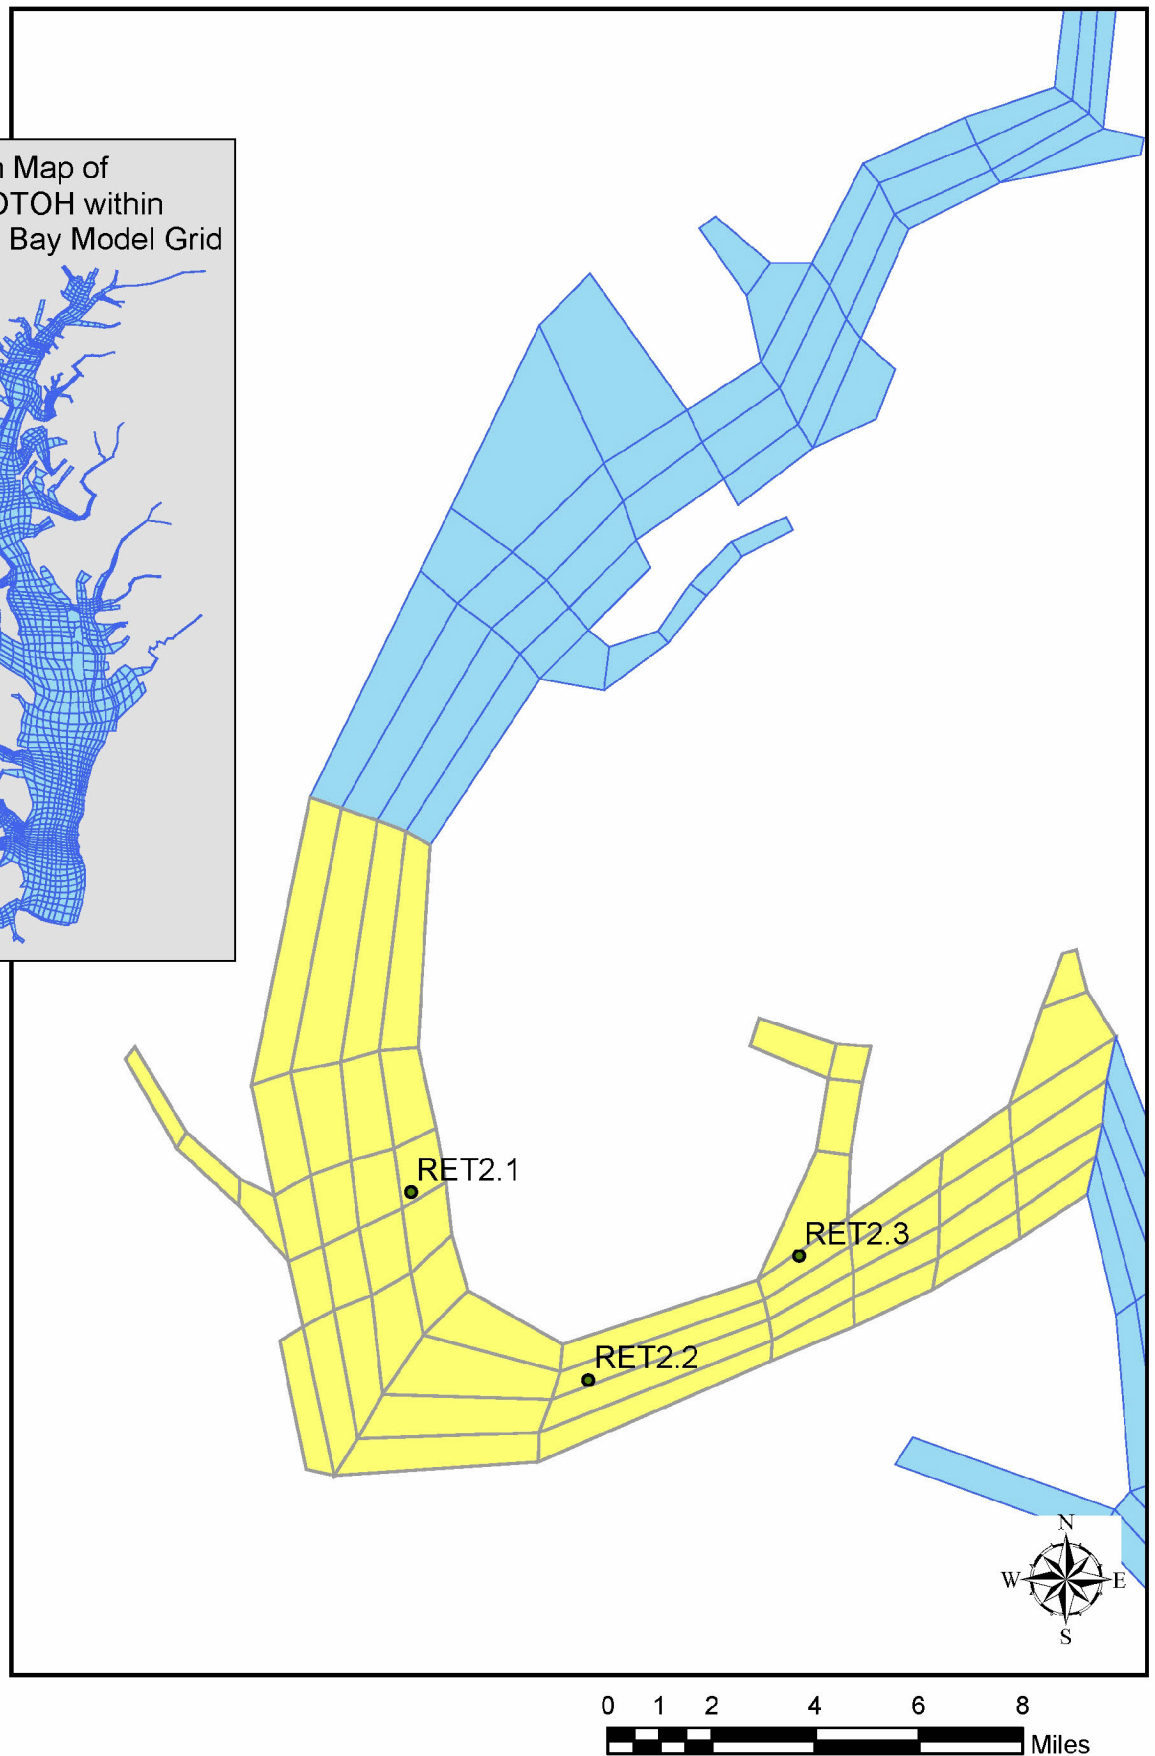 Map of
within
Bay Model Grid
RET2.1
RET2.3
RET2.2
N
W E
S
0 1 2 4 6 8
Miles